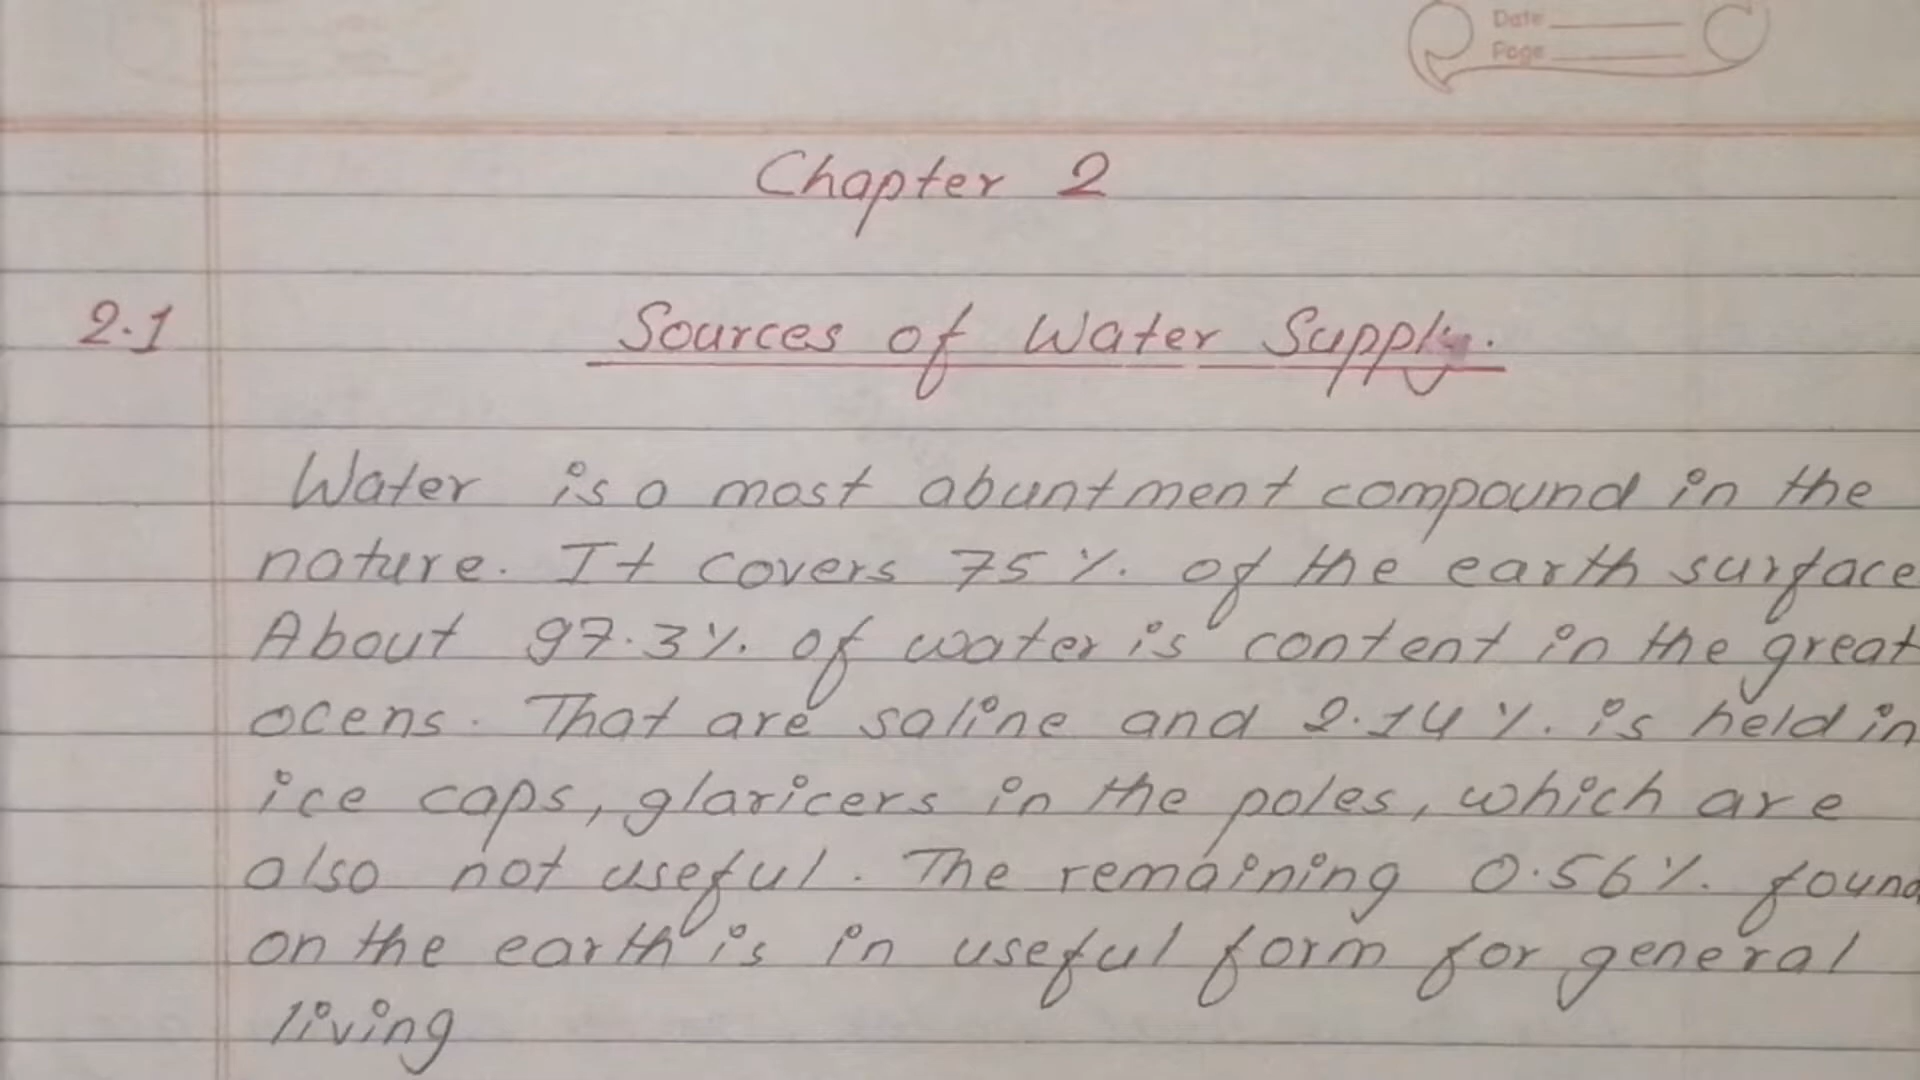 Date
Page
Chapter 2
2.1 Sources of Water Supply.
Water is a most abuntment compound in the
nature. It covers 75%. of the earth surface
About 97.3%. of water is content in the great
ocens. That are saline and 2.14%. is held in
ice caps, glaricers in the poles, which are
also not useful. The remaining 0.56%. found
on the earth is in useful form for general
living